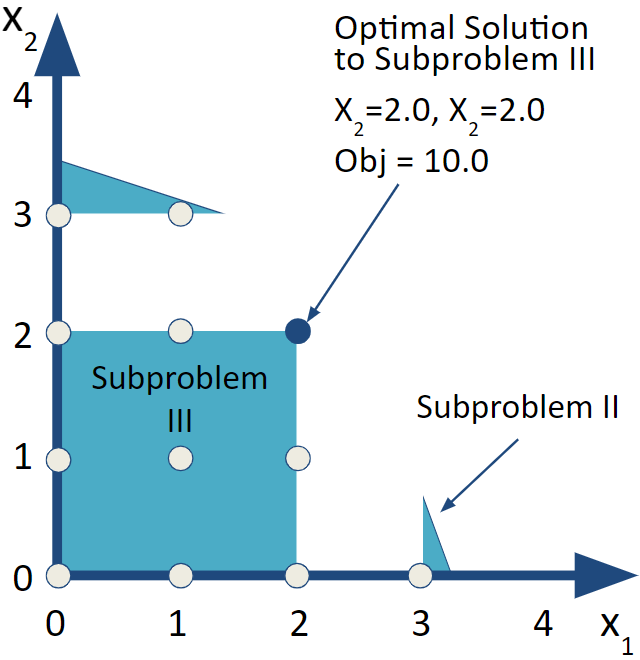 X2
Optimal Solution
to Subproblem III
X2=2.0, X2=2.0
Obj = 10.0
4
3
2
Subproblem
III
Subproblem II
1
0
0 1 2 3 4 X1